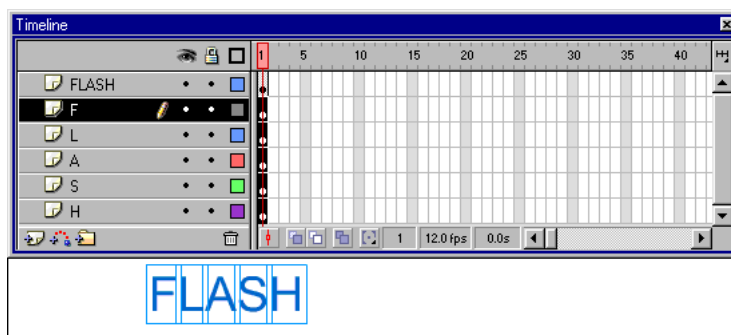 Timeline
1 5 10 15 20 25 30 35 40
FLASH
F
L
A
S
H
1 12.0 fps 0.0s
FLASH